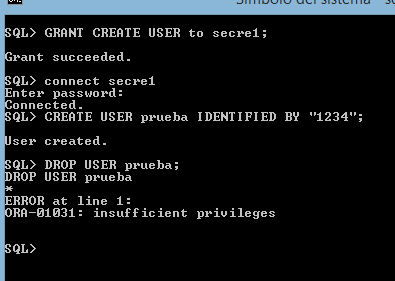 Símbolo del sistema - s
SQL> GRANT CREATE USER to secre1;
Grant succeeded.
SQL> connect secre1
Enter password:
Connected.
SQL> CREATE USER prueba IDENTIFIED BY "1234";
User created.
SQL> DROP USER prueba;
DROP USER prueba
*
ERROR at line 1:
ORA-01031: insufficient privileges
SQL>